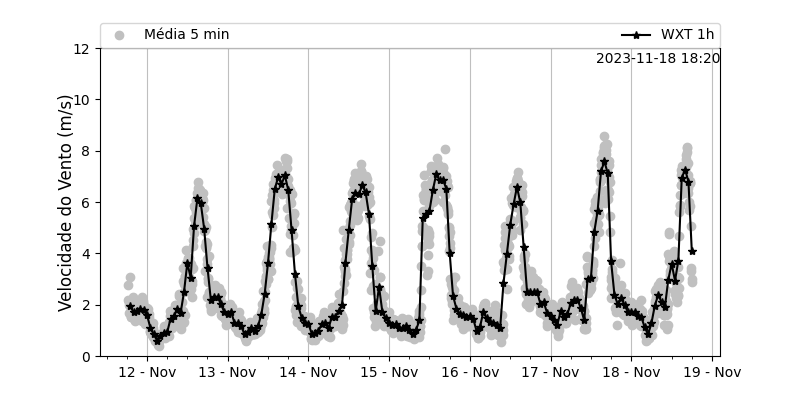 Média 5 min
WXT 1h
2023-11-18 18:20
Velocidade do Vento (m/s)
12
10
8
6
4
2
0
12 - Nov
13 - Nov
14 - Nov
15 - Nov
16 - Nov
17 - Nov
18 - Nov
19 - Nov